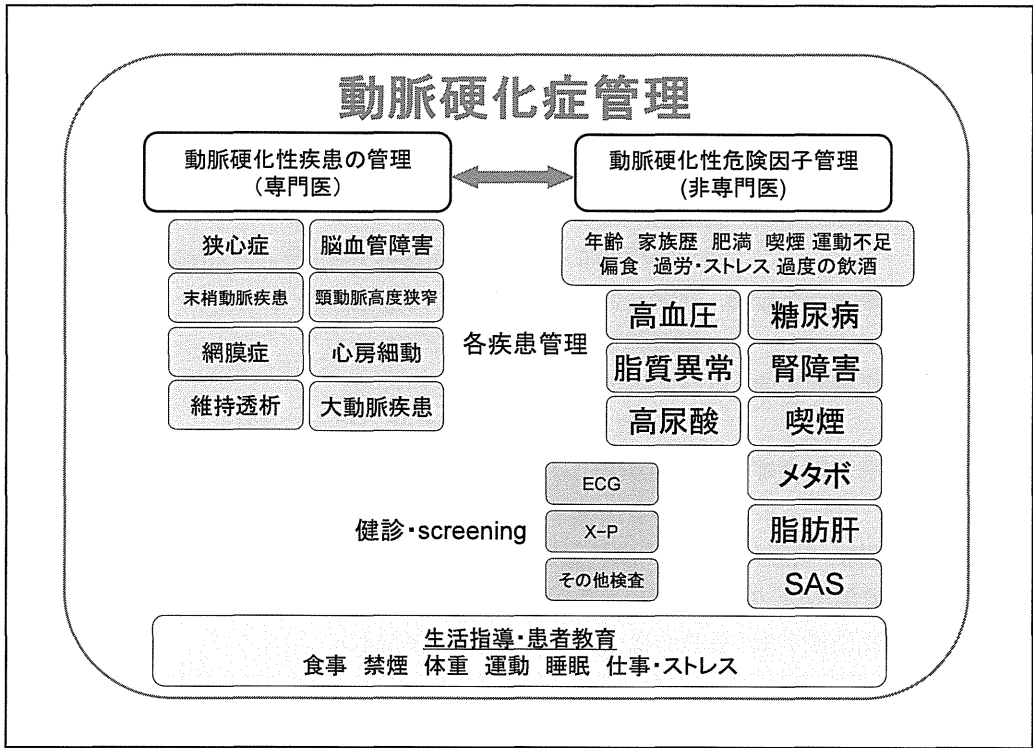 動脈硬化症管理
動脈硬化性疾患の管理
(専門医)
動脈硬化性危険因子管理
(非専門医)
狭心症
脳血管障害
末梢動脈疾患
頸動脈高度狭窄
網膜症
心房細動
維持透析
大動脈疾患
各疾患管理
年齢 家族歴 肥満 喫煙 運動不足
偏食 過労・ストレス 過度の飲酒
高血圧
糖尿病
脂質異常
腎障害
高尿酸
喫煙
メタボ
脂肪肝
SAS
健診・screening
ECG
X-P
その他検査
生活指導・患者教育
食事 禁煙 体重 運動 睡眠 仕事・ストレス